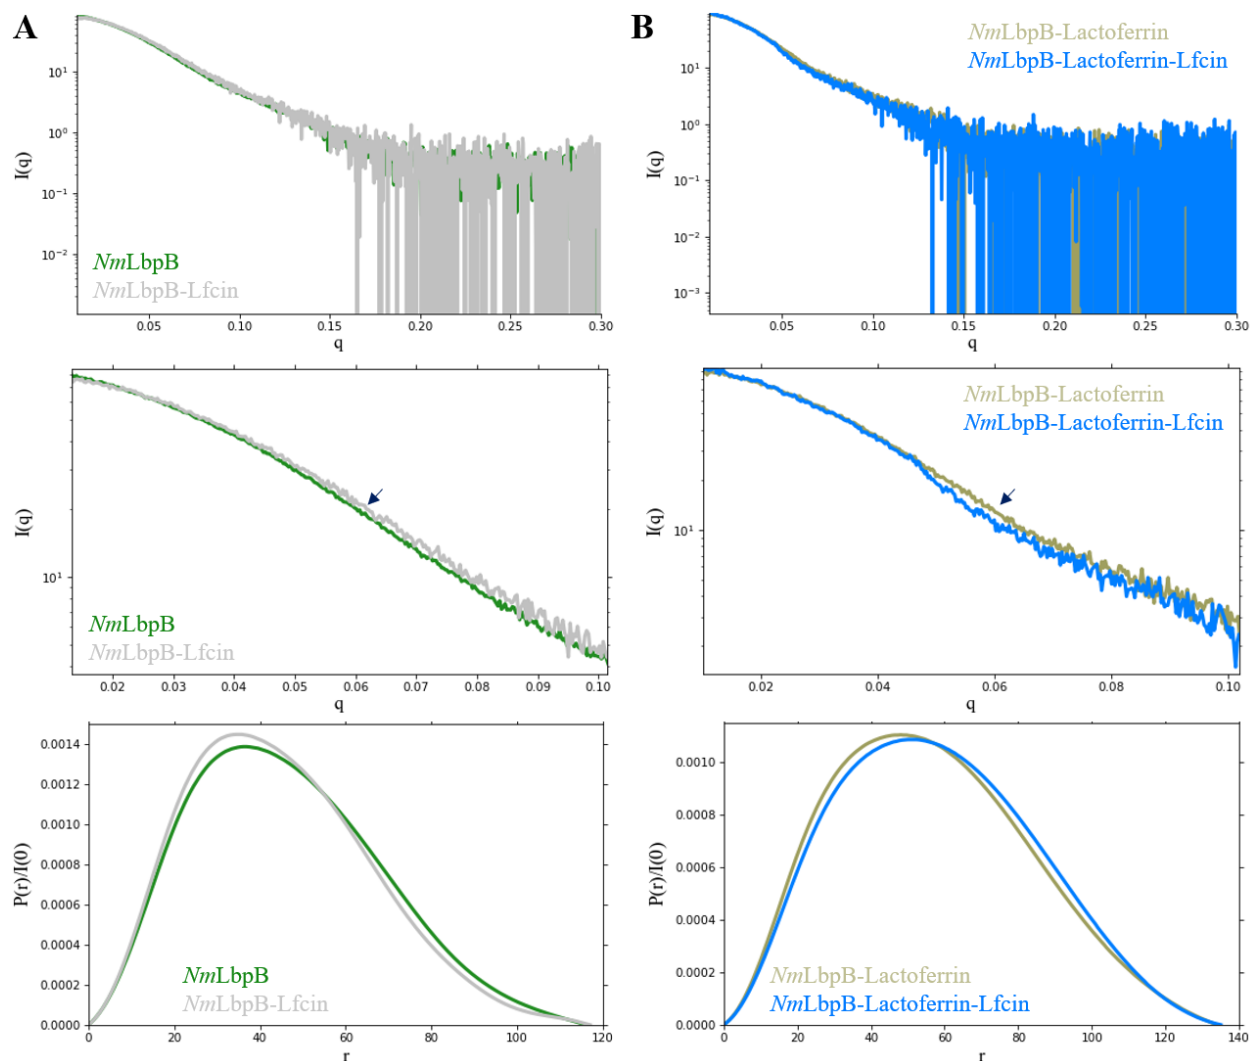 A
I(q)
10¹
10⁰
10⁻¹
10⁻²
NmLbpB
NmLbpB-Lfcin
0.05 0.10 0.15 0.20 0.25 0.30
q
B
I(q)
10¹
10⁰
10⁻¹
10⁻²
10⁻³
NmLbpB-Lactoferrin
NmLbpB-Lactoferrin-Lfcin
0.05 0.10 0.15 0.20 0.25 0.30
q
I(q)
10¹
NmLbpB
NmLbpB-Lfcin
0.02 0.03 0.04 0.05 0.06 0.07 0.08 0.09 0.10
q
I(q)
10¹
NmLbpB-Lactoferrin
NmLbpB-Lactoferrin-Lfcin
0.02 0.04 0.06 0.08 0.10
q
P(r)/I(0)
0.0014
0.0012
0.0010
0.0008
0.0006
0.0004
0.0002
0.0000
NmLbpB
NmLbpB-Lfcin
0 20 40 60 80 100 120
r
P(r)/I(0)
0.0010
0.0008
0.0006
0.0004
0.0002
0.0000
NmLbpB-Lactoferrin
NmLbpB-Lactoferrin-Lfcin
0 20 40 60 80 100 120 140
r